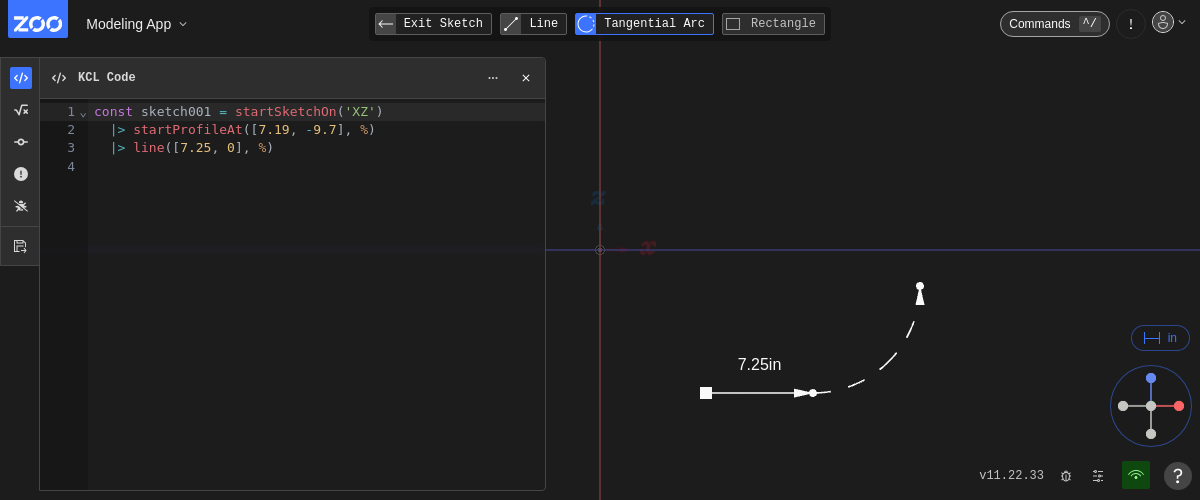 ZOO Modeling App
Exit Sketch Line Tangential Arc Rectangle
Commands ^/ !
KCL Code
1 const sketch001 = startSketchOn('XZ')
2 |> startProfileAt([7.19, -9.7], %)
3 |> line([7.25, 0], %)
4
z
x
7.25in
in
v11.22.33 ?